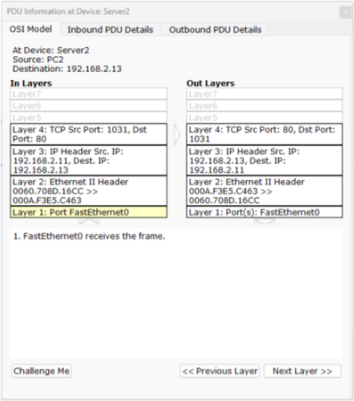 PDU Information at Device: Server2
OSI Model
Inbound PDU Details
Outbound PDU Details
At Device: Server2
Source: PC2
Destination: 192.168.2.13
In Layers
Layer7
Layer6
Layer5
Layer 4: TCP Src Port: 1031, Dst
Port: 80
Layer 3: IP Header Src. IP:
192.168.2.11, Dest. IP:
192.168.2.13
Layer 2: Ethernet II Header
0060.708D.16CC >>
000A.F3E5.C463
Layer 1: Port FastEthernet0
Out Layers
Layer7
Layer6
Layer5
Layer 4: TCP Src Port: 80, Dst Port:
1031
Layer 3: IP Header Src. IP:
192.168.2.13, Dest. IP:
192.168.2.11
Layer 2: Ethernet II Header
000A.F3E5.C463 >>
0060.708D.16CC
Layer 1: Port(s): FastEthernet0
1. FastEthernet0 receives the frame.
Challenge Me
<< Previous Layer
Next Layer >>